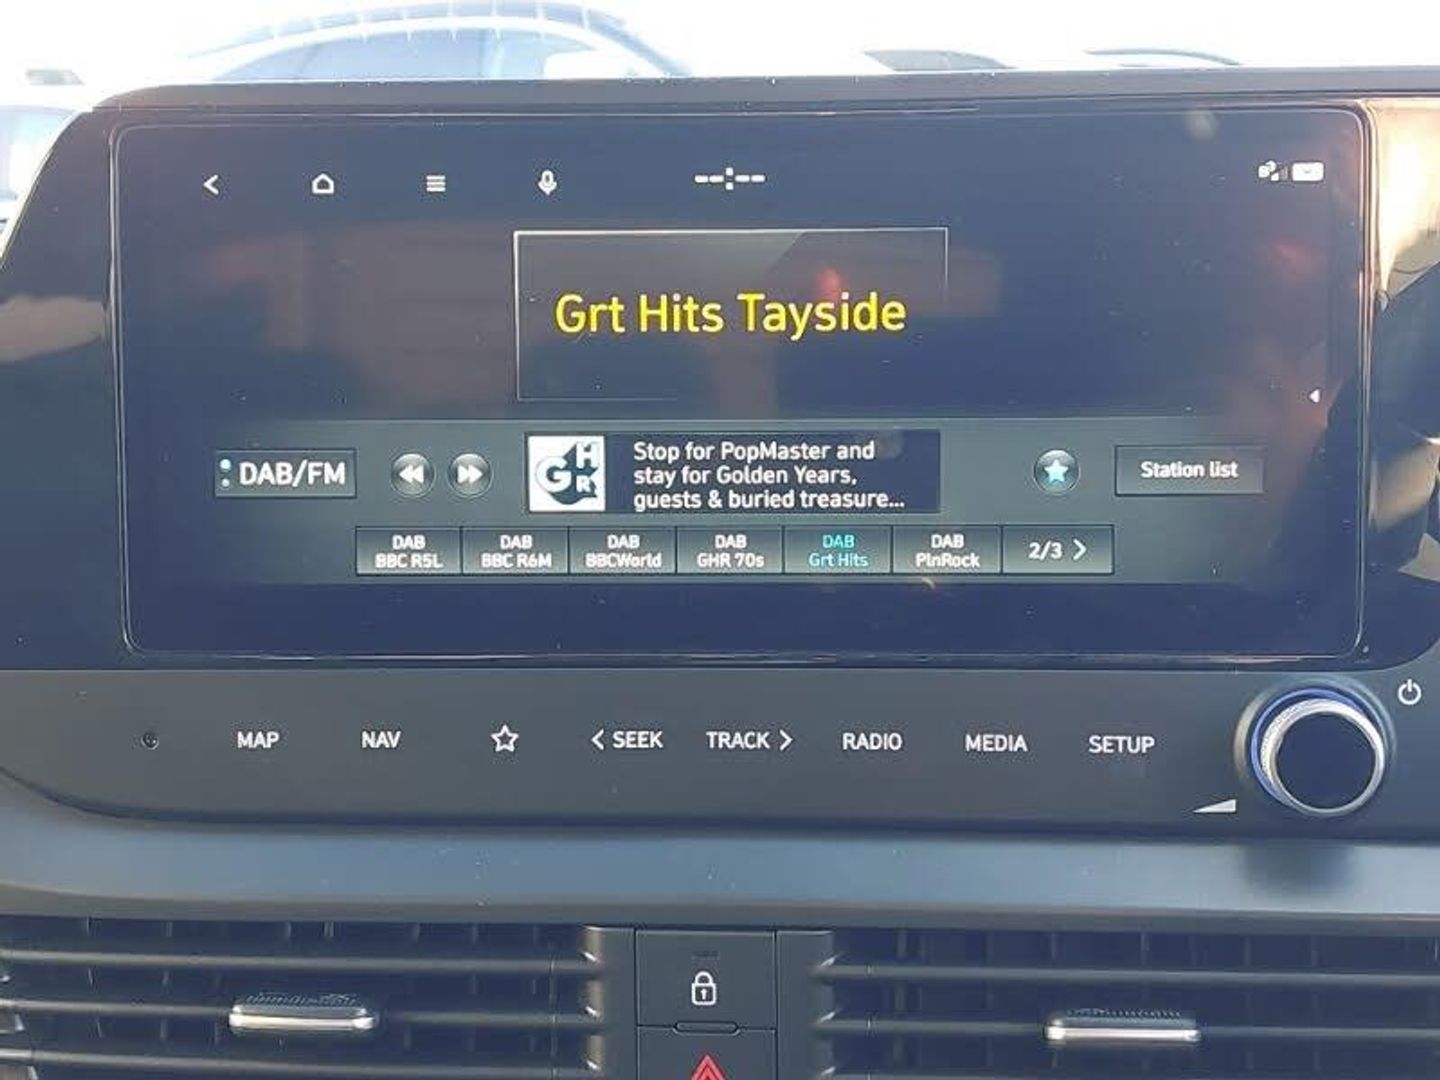 Grt Hits Tayside
DAB/FM
GHR
Stop for PopMaster and
stay for Golden Years,
guests & buried treasure...
Station list
DAB DAB DAB DAB DAB DAB
BBC R5L BBC R6M BBCWorld GHR 70s Grt Hits PlnRock
2/3
MAP NAV SEEK TRACK RADIO MEDIA SETUP